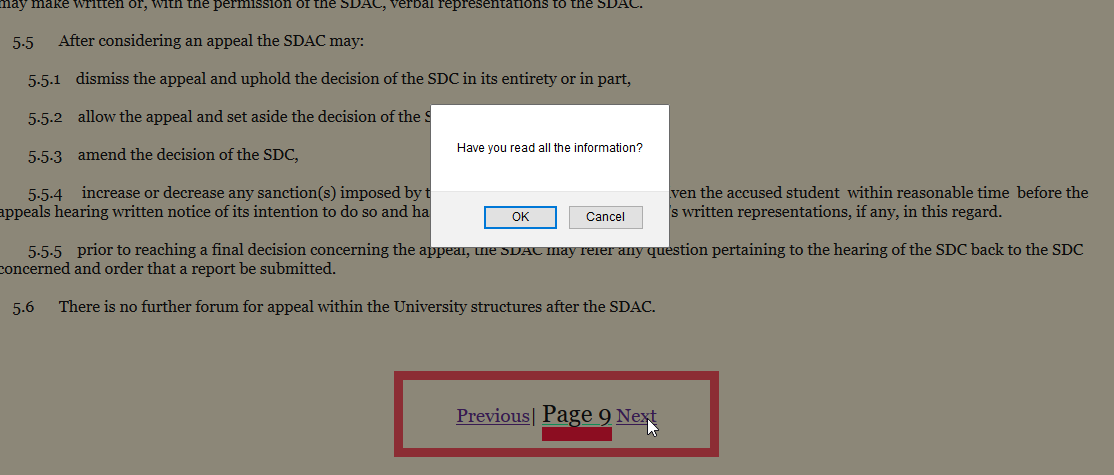 may make written or, with the permission of the SDAC, verbal representations to the SDAC.
5.5 After considering an appeal the SDAC may:
5.5.1 dismiss the appeal and uphold the decision of the SDC in its entirety or in part,
5.5.2 allow the appeal and set aside the decision of the
5.5.3 amend the decision of the SDC,
5.5.4 increase or decrease any sanction(s) imposed by the accused student within reasonable time before the
appeals hearing written notice of its intention to do so and written representations, if any, in this regard.
5.5.5 prior to reaching a final decision concerning the appeal, the SDAC may refer any question pertaining to the hearing of the SDC back to the SDC
concerned and order that a report be submitted.
5.6 There is no further forum for appeal within the University structures after the SDAC.
Have you read all the information?
OK Cancel
Previous| Page 9 Next